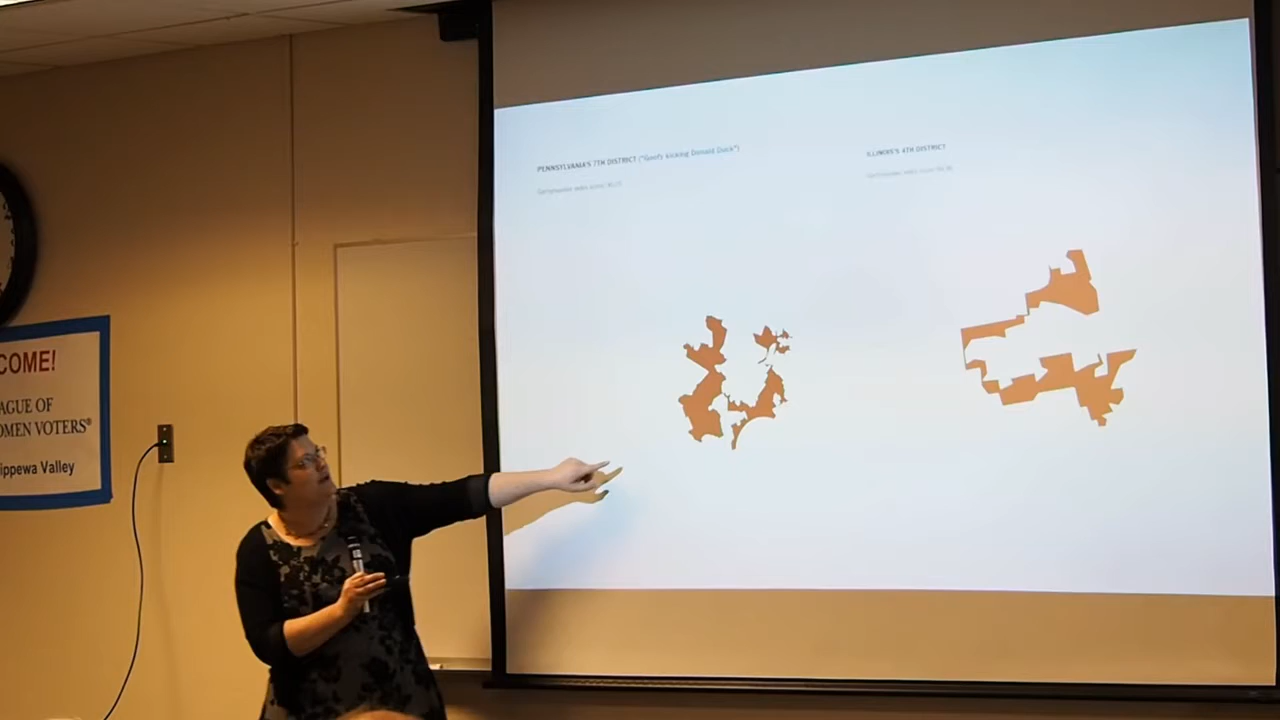 COME!
AGUE OF
OMEN VOTERS®
ippewa Valley
PENNSYLVANIA'S 7TH DISTRICT ("Goofy kicking Donald Duck")
ILLINOIS'S 4TH DISTRICT